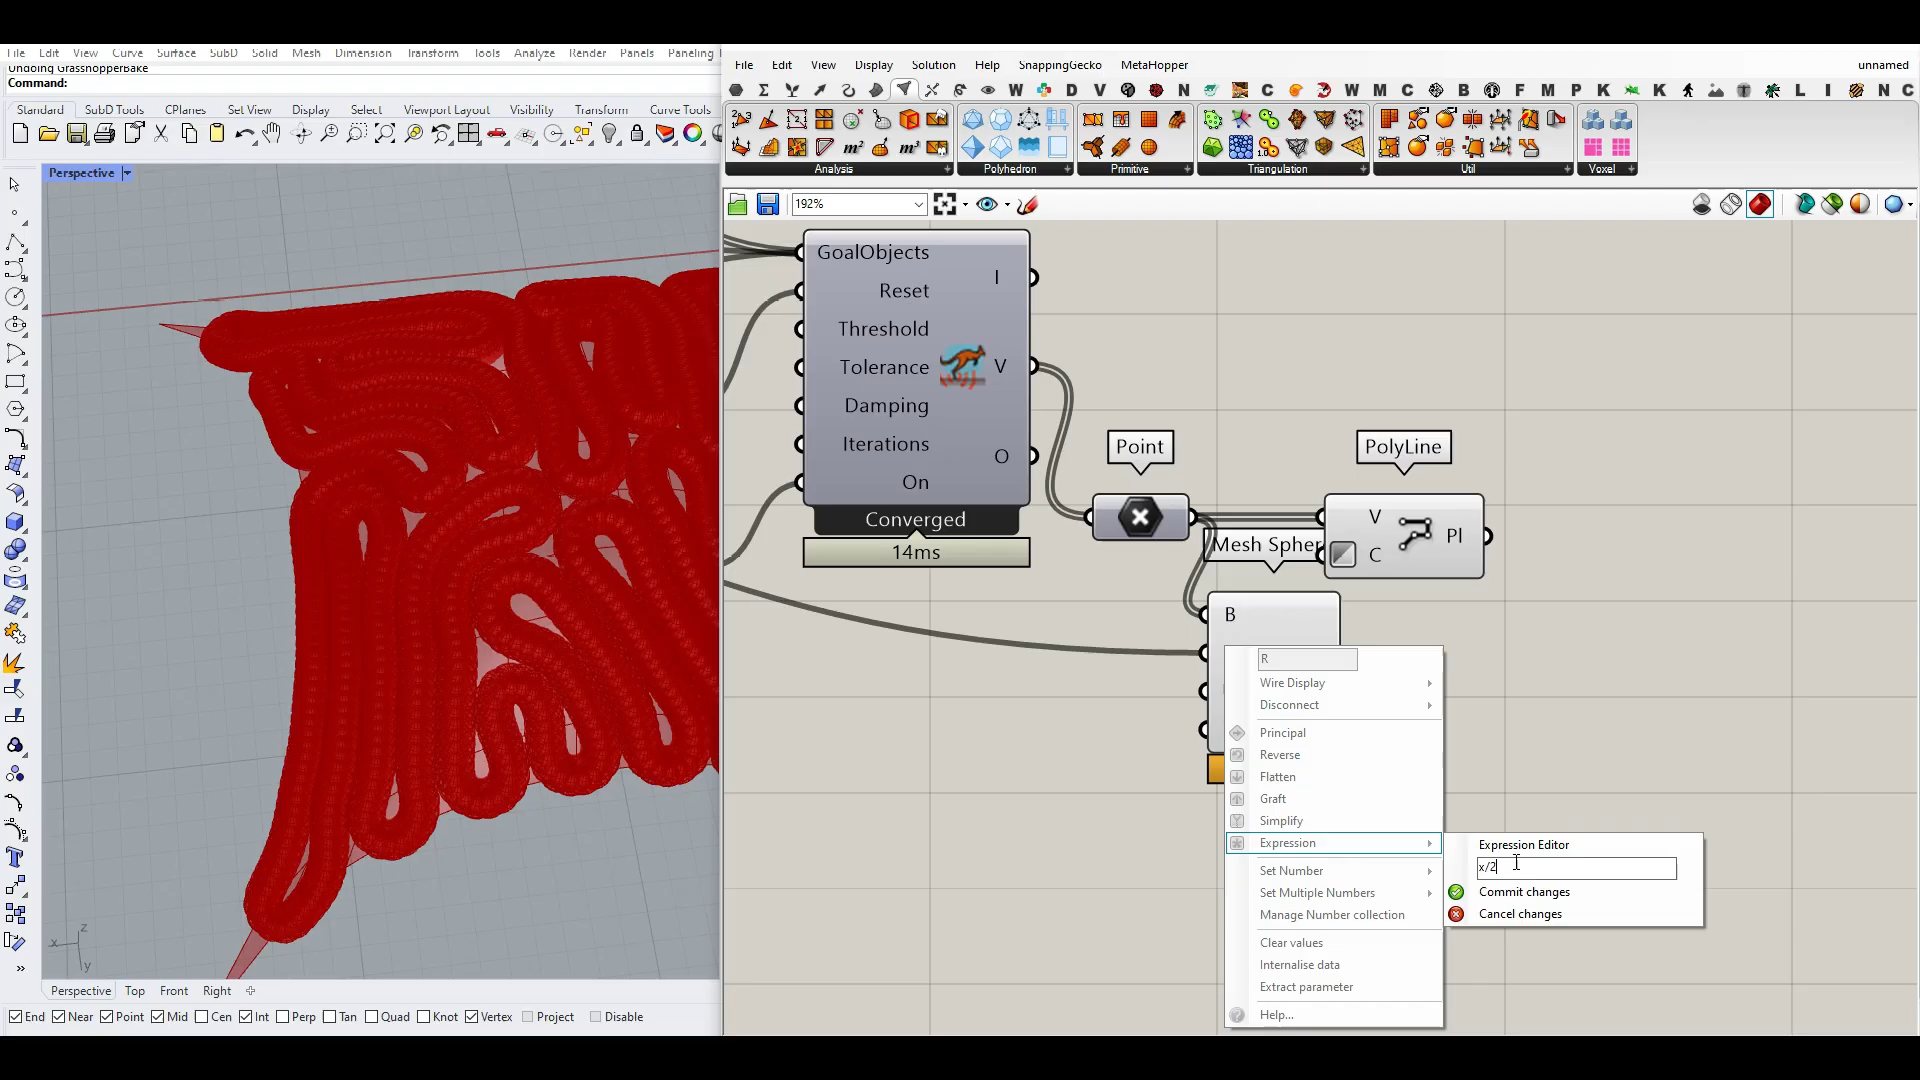 File Edit View Curve Surface SubD Solid Mesh Dimension Transform Tools Analyze Render Panels Paneling
Undoing GrasshopperBake
Command:
Standard SubD Tools CPlanes Set View Display Select Viewport Layout Visibility Transform Curve Tools
Perspective
x
z
y
Perspective Top Front Right
End Near Point Mid Cen Int Perp Tan Quad Knot Vertex Project Disable
File Edit View Display Solution Help SnappingGecko MetaHopper unnamed
W D V N C W M C B F M P K K T L I N C
m² m³
1.0
Analysis Polyhedron Primitive Triangulation Util Voxel
192%
GoalObjects
Reset
Threshold
Tolerance
Damping
Iterations
On
I
V
O
Converged
14ms
Point
PolyLine
V
C
Pl
Mesh Spher
B
R
Wire Display
Disconnect
Principal
Reverse
Flatten
Graft
Simplify
Expression
Set Number
Set Multiple Numbers
Manage Number collection
Clear values
Internalise data
Extract parameter
Help...
Expression Editor
x/2
Commit changes
Cancel changes